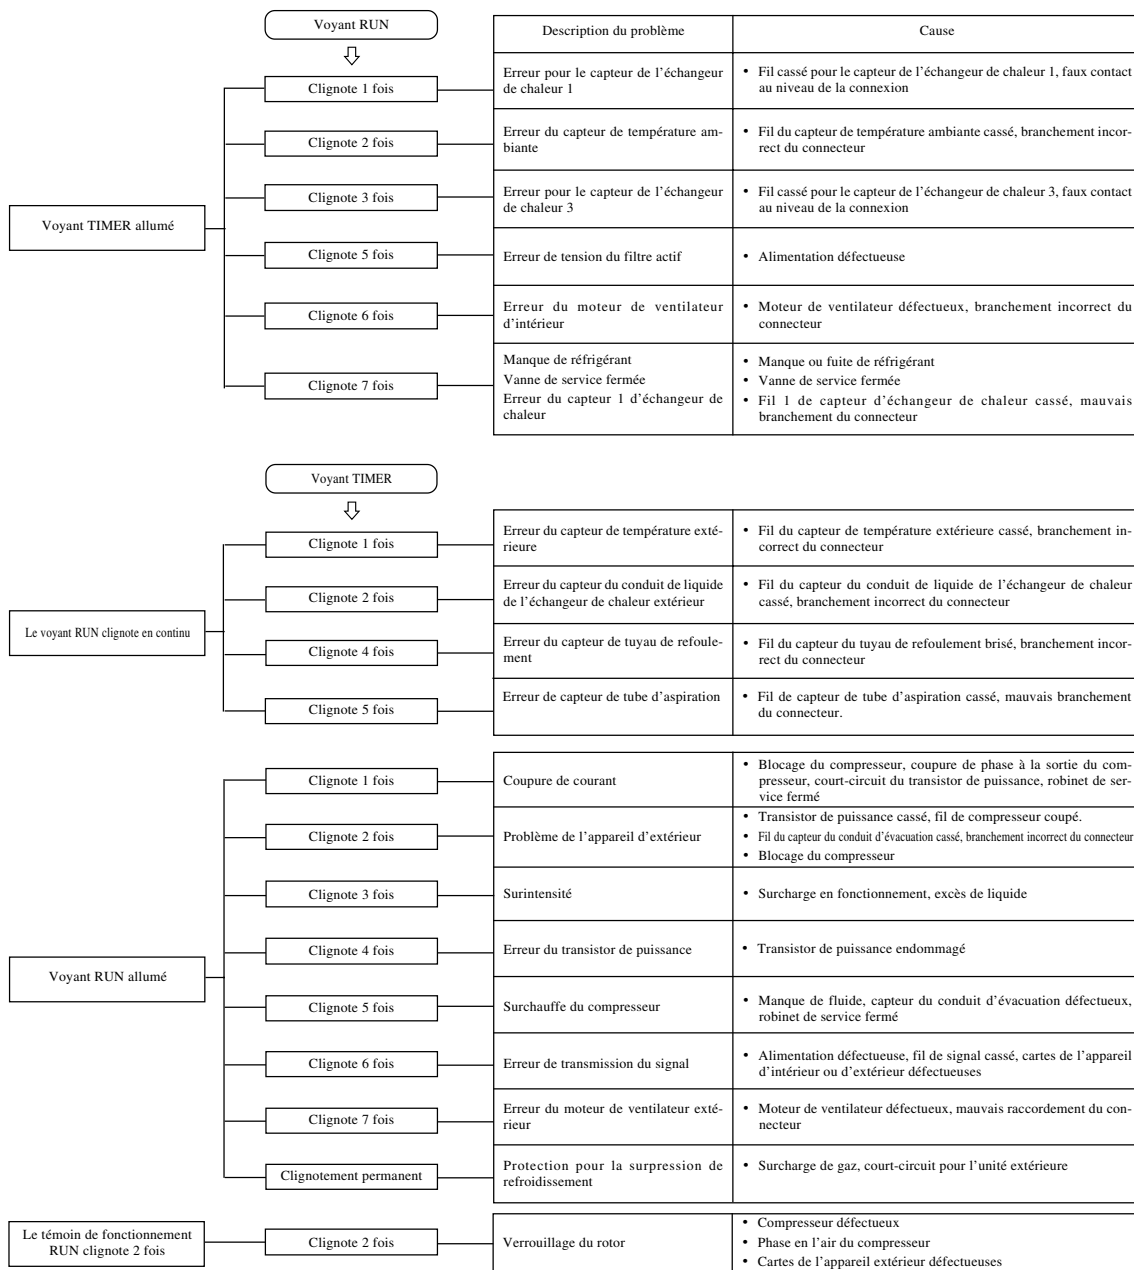 Voyant RUN
Description du problème
Cause
Voyant TIMER allumé
Clignote 1 fois
Erreur pour le capteur de l'échangeur
de chaleur 1
• Fil cassé pour le capteur de l'échangeur de chaleur 1, faux contact
au niveau de la connexion
Clignote 2 fois
Erreur du capteur de température am-
biante
• Fil du capteur de température ambiante cassé, branchement incor-
rect du connecteur
Clignote 3 fois
Erreur pour le capteur de l'échangeur
de chaleur 3
• Fil cassé pour le capteur de l'échangeur de chaleur 3, faux contact
au niveau de la connexion
Clignote 5 fois
Erreur de tension du filtre actif
• Alimentation défectueuse
Clignote 6 fois
Erreur du moteur de ventilateur
d'intérieur
• Moteur de ventilateur défectueux, branchement incorrect du
connecteur
Clignote 7 fois
Manque de réfrigérant
Vanne de service fermée
Erreur du capteur 1 d'échangeur de
chaleur
• Manque ou fuite de réfrigérant
• Vanne de service fermée
• Fil 1 de capteur d'échangeur de chaleur cassé, mauvais
branchement du connecteur
Voyant TIMER
Le voyant RUN clignote en continu
Clignote 1 fois
Erreur du capteur de température exté-
rieure
• Fil du capteur de température extérieure cassé, branchement in-
correct du connecteur
Clignote 2 fois
Erreur du capteur du conduit de liquide
de l'échangeur de chaleur extérieur
• Fil du capteur du conduit de liquide de l'échangeur de chaleur
cassé, branchement incorrect du connecteur
Clignote 4 fois
Erreur du capteur de tuyau de refoule-
ment
• Fil du capteur du tuyau de refoulement brisé, branchement incor-
rect du connecteur
Clignote 5 fois
Erreur de capteur de tube d'aspiration
• Fil de capteur de tube d'aspiration cassé, mauvais branchement
du connecteur.
Voyant RUN allumé
Clignote 1 fois
Coupure de courant
• Blocage du compresseur, coupure de phase à la sortie du com-
presseur, court-circuit du transistor de puissance, robinet de ser-
vice fermé
Clignote 2 fois
Problème de l'appareil d'extérieur
• Transistor de puissance cassé, fil de compresseur coupé.
• Fil du capteur du conduit d'évacuation cassé, branchement incorrect du connecteur
• Blocage du compresseur
Clignote 3 fois
Surintensité
• Surcharge en fonctionnement, excès de liquide
Clignote 4 fois
Erreur du transistor de puissance
• Transistor de puissance endommagé
Clignote 5 fois
Surchauffe du compresseur
• Manque de fluide, capteur du conduit d'évacuation défectueux,
robinet de service fermé
Clignote 6 fois
Erreur de transmission du signal
• Alimentation défectueuse, fil de signal cassé, cartes de l'appareil
d'intérieur ou d'extérieur défectueuses
Clignote 7 fois
Erreur du moteur de ventilateur exté-
rieur
• Moteur de ventilateur défectueux, mauvais raccordement du con-
necteur
Clignotement permanent
Protection pour la surpression de
refroidissement
• Surcharge de gaz, court-circuit pour l'unité extérieure
Le témoin de fonctionnement
RUN clignote 2 fois
Clignote 2 fois
Verrouillage du rotor
• Compresseur défectueux
• Phase en l'air du compresseur
• Cartes de l'appareil extérieur défectueuses